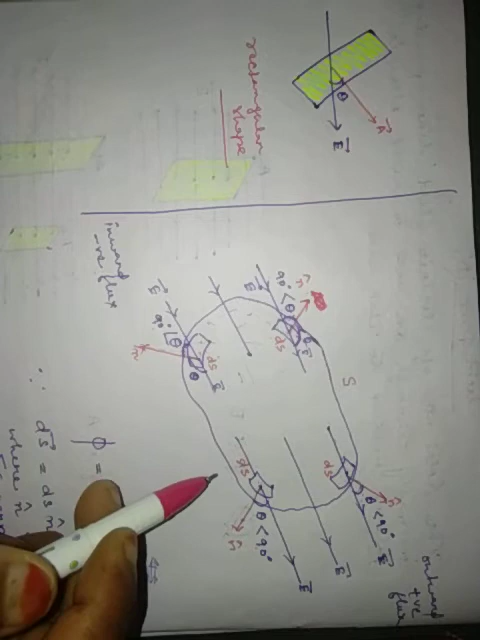 A⃗
θ
E⃗
rectangular
shape
inward
-ve flux
outward
+ve
flux
S
E⃗
90°<θ
n̂
θ
ds
E⃗
E⃗
90°<θ
n̂
θ
ds
E⃗
ds
n̂
θ<90°
E⃗
E⃗
ds
n̂
θ<90°
E⃗
ϕ =
∴ ds⃗ = ds n̂
where n̂